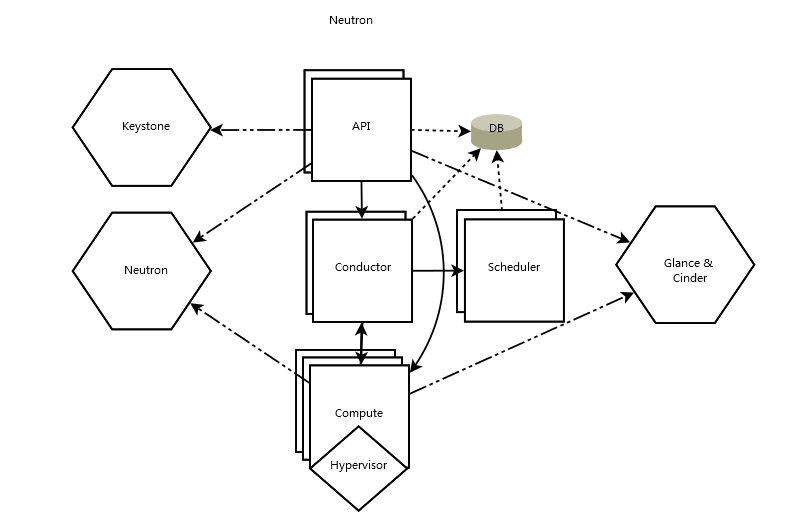 Neutron
Keystone
API
DB
Neutron
Conductor
Scheduler
Glance &
Cinder
Compute
Hypervisor